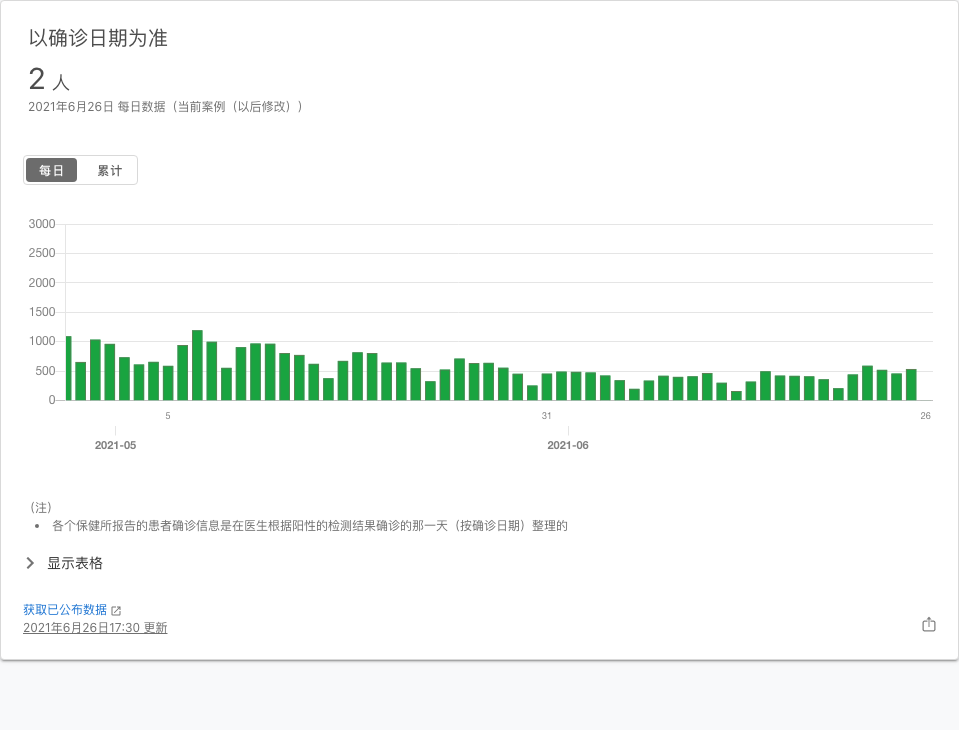 以确诊日期为准
2 人
2021年6月26日 每日数据（当前案例（以后修改））
每日 累计
3000
2500
2000
1500
1000
500
0
5 31 26
2021-05 2021-06
（注）
• 各个保健所报告的患者确诊信息是在医生根据阳性的检测结果确诊的那一天（按确诊日期）整理的
显示表格
获取已公布数据
2021年6月26日17:30 更新